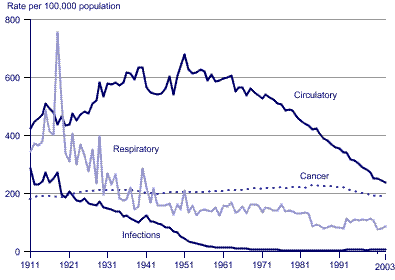 Rate per 100,000 population
800
600
Circulatory
400
Respiratory
Cancer
200
Infections
0
1911 1921 1931 1941 1951 1961 1971 1981 1991 2003